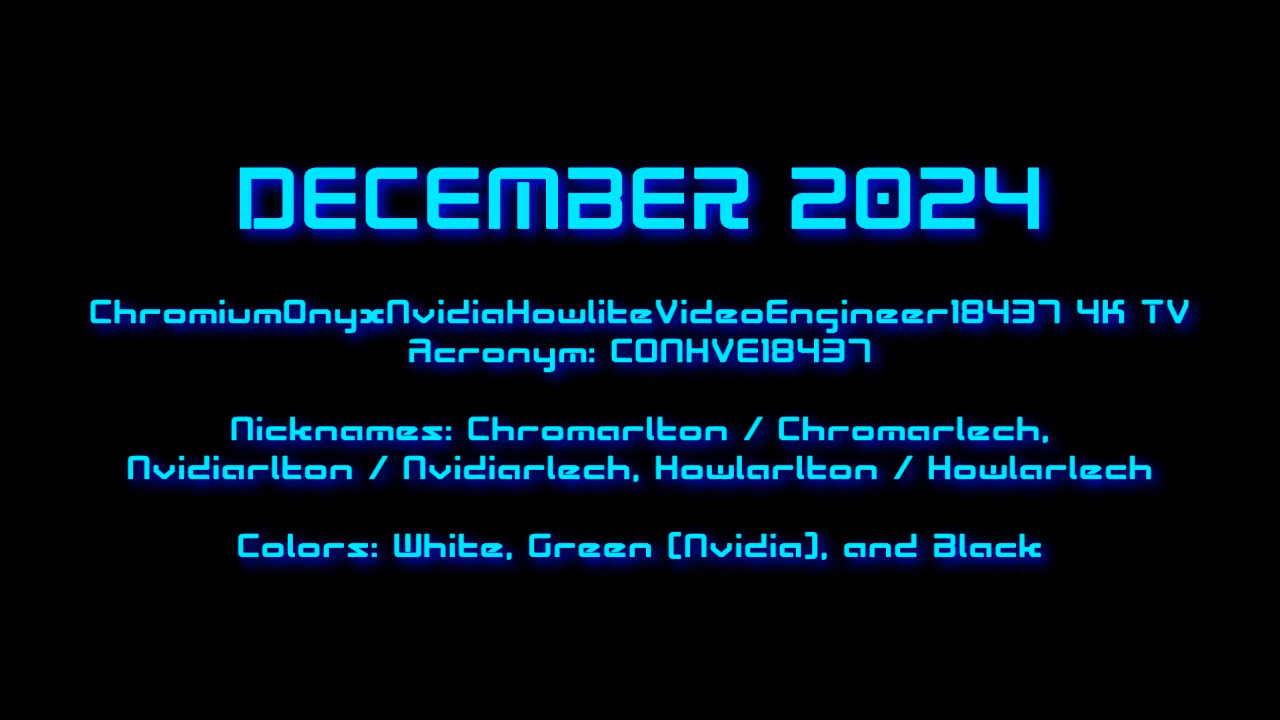 DECEMBER 2024
ChromiumOnyxNvidiaHowliteVideoEngineer18437 4K TV
Acronym: CONHVE18437
Nicknames: Chromarlton / Chromarlech,
Nvidiarlton / Nvidiarlech, Howlarlton / Howlarlech
Colors: White, Green (Nvidia), and Black